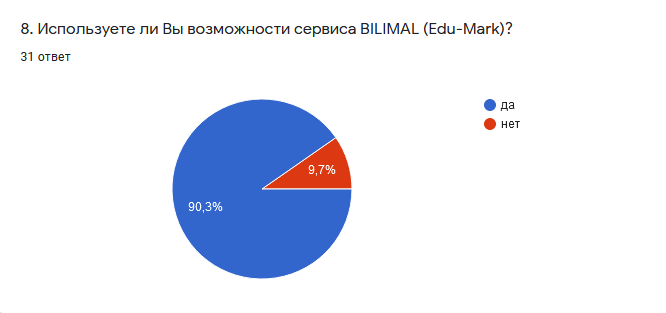 8. Используете ли Вы возможности сервиса BILIMAL (Edu-Mark)?
31 ответ
да
нет
9,7%
90,3%